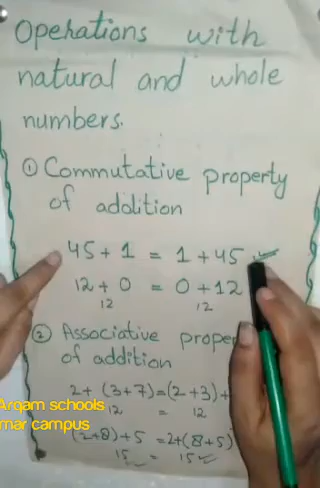 Operations with
natural and whole
numbers.
① Commutative property
of addition
45 + 1 = 1 + 45
12 + 0 = 0 + 12
12 12
② Associative
of addition
2 + (3+7) = (2+3) +
12 = 12
(2+8) + 5 = 2+(8+5)
15 = 15
Arqam schools
mar campus